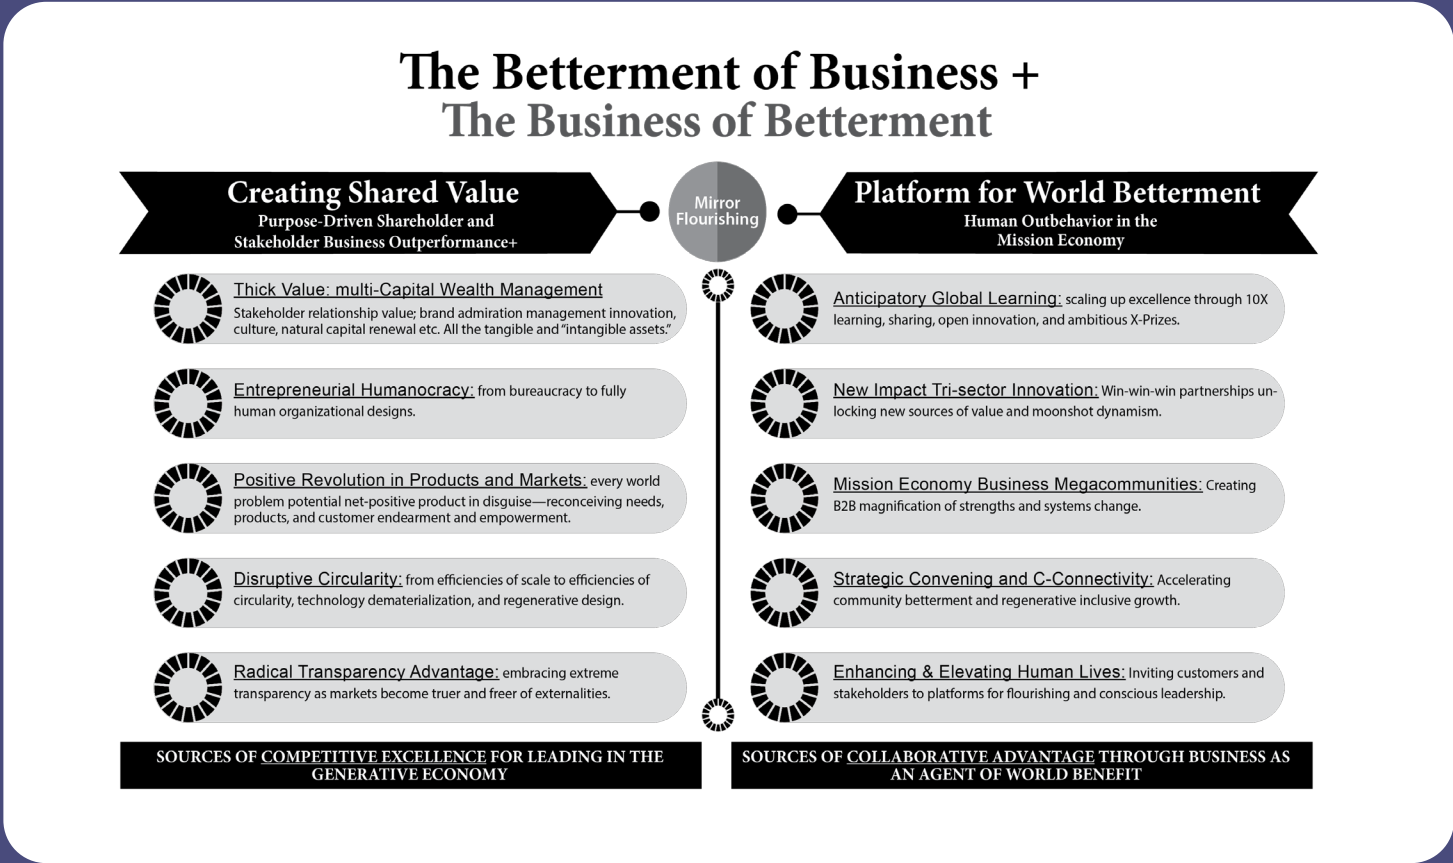 The Betterment of Business +
The Business of Betterment
Creating Shared Value
Purpose-Driven Shareholder and
Stakeholder Business Outperformance+
Mirror
Flourishing
Platform for World Betterment
Human Outbehavior in the
Mission Economy
Thick Value: multi-Capital Wealth Management
Stakeholder relationship value; brand admiration management innovation,
culture, natural capital renewal etc. All the tangible and “intangible assets.”
Entrepreneurial Humanocracy: from bureaucracy to fully
human organizational designs.
Positive Revolution in Products and Markets: every world
problem potential net-positive product in disguise—reconceiving needs,
products, and customer endearment and empowerment.
Disruptive Circularity: from efficiencies of scale to efficiencies of
circularity, technology dematerialization, and regenerative design.
Radical Transparency Advantage: embracing extreme
transparency as markets become truer and freer of externalities.
SOURCES OF COMPETITIVE EXCELLENCE FOR LEADING IN THE
GENERATIVE ECONOMY
Anticipatory Global Learning: scaling up excellence through 10X
learning, sharing, open innovation, and ambitious X-Prizes.
New Impact Tri-sector Innovation: Win-win-win partnerships un-
locking new sources of value and moonshot dynamism.
Mission Economy Business Megacommunities: Creating
B2B magnification of strengths and systems change.
Strategic Convening and C-Connectivity: Accelerating
community betterment and regenerative inclusive growth.
Enhancing & Elevating Human Lives: Inviting customers and
stakeholders to platforms for flourishing and conscious leadership.
SOURCES OF COLLABORATIVE ADVANTAGE THROUGH BUSINESS AS
AN AGENT OF WORLD BENEFIT